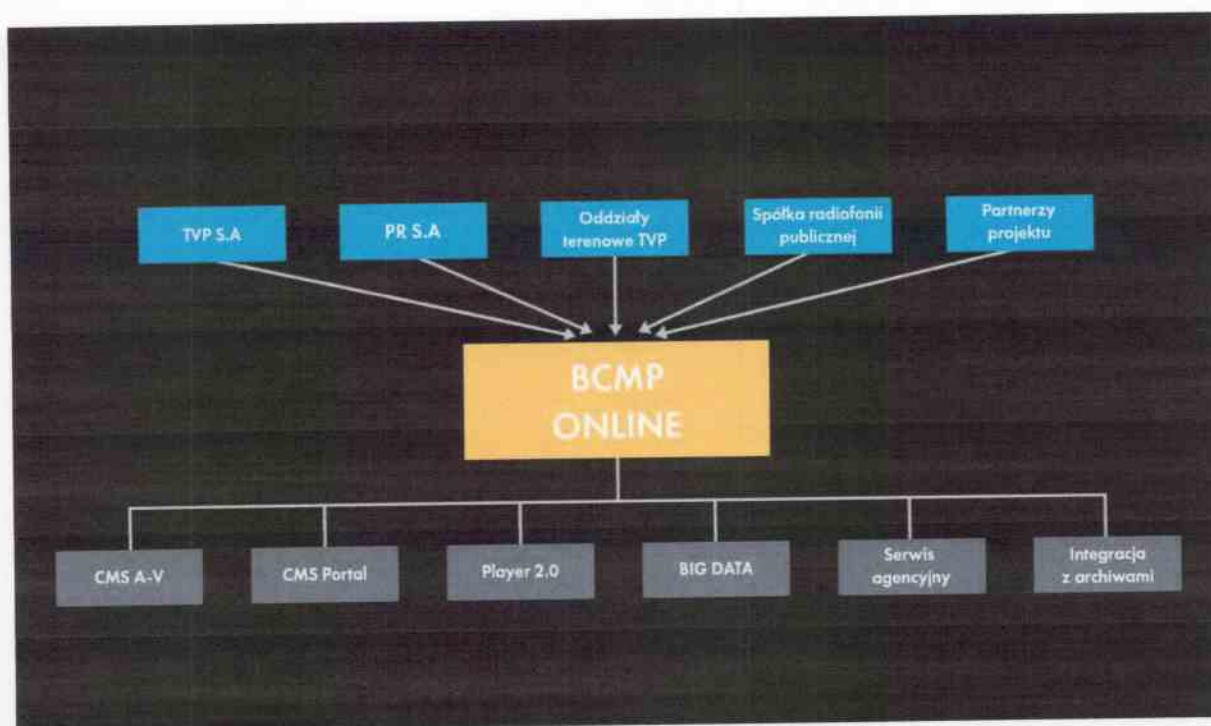 TVP S.A
PR S.A
Oddziały
terenowe TVP
Spółka radiofonii
publicznej
Partnerzy
projektu
BCMP
ONLINE
CMS A-V
CMS Portal
Player 2.0
BIG DATA
Serwis
agencyjny
Integracja
z archiwami